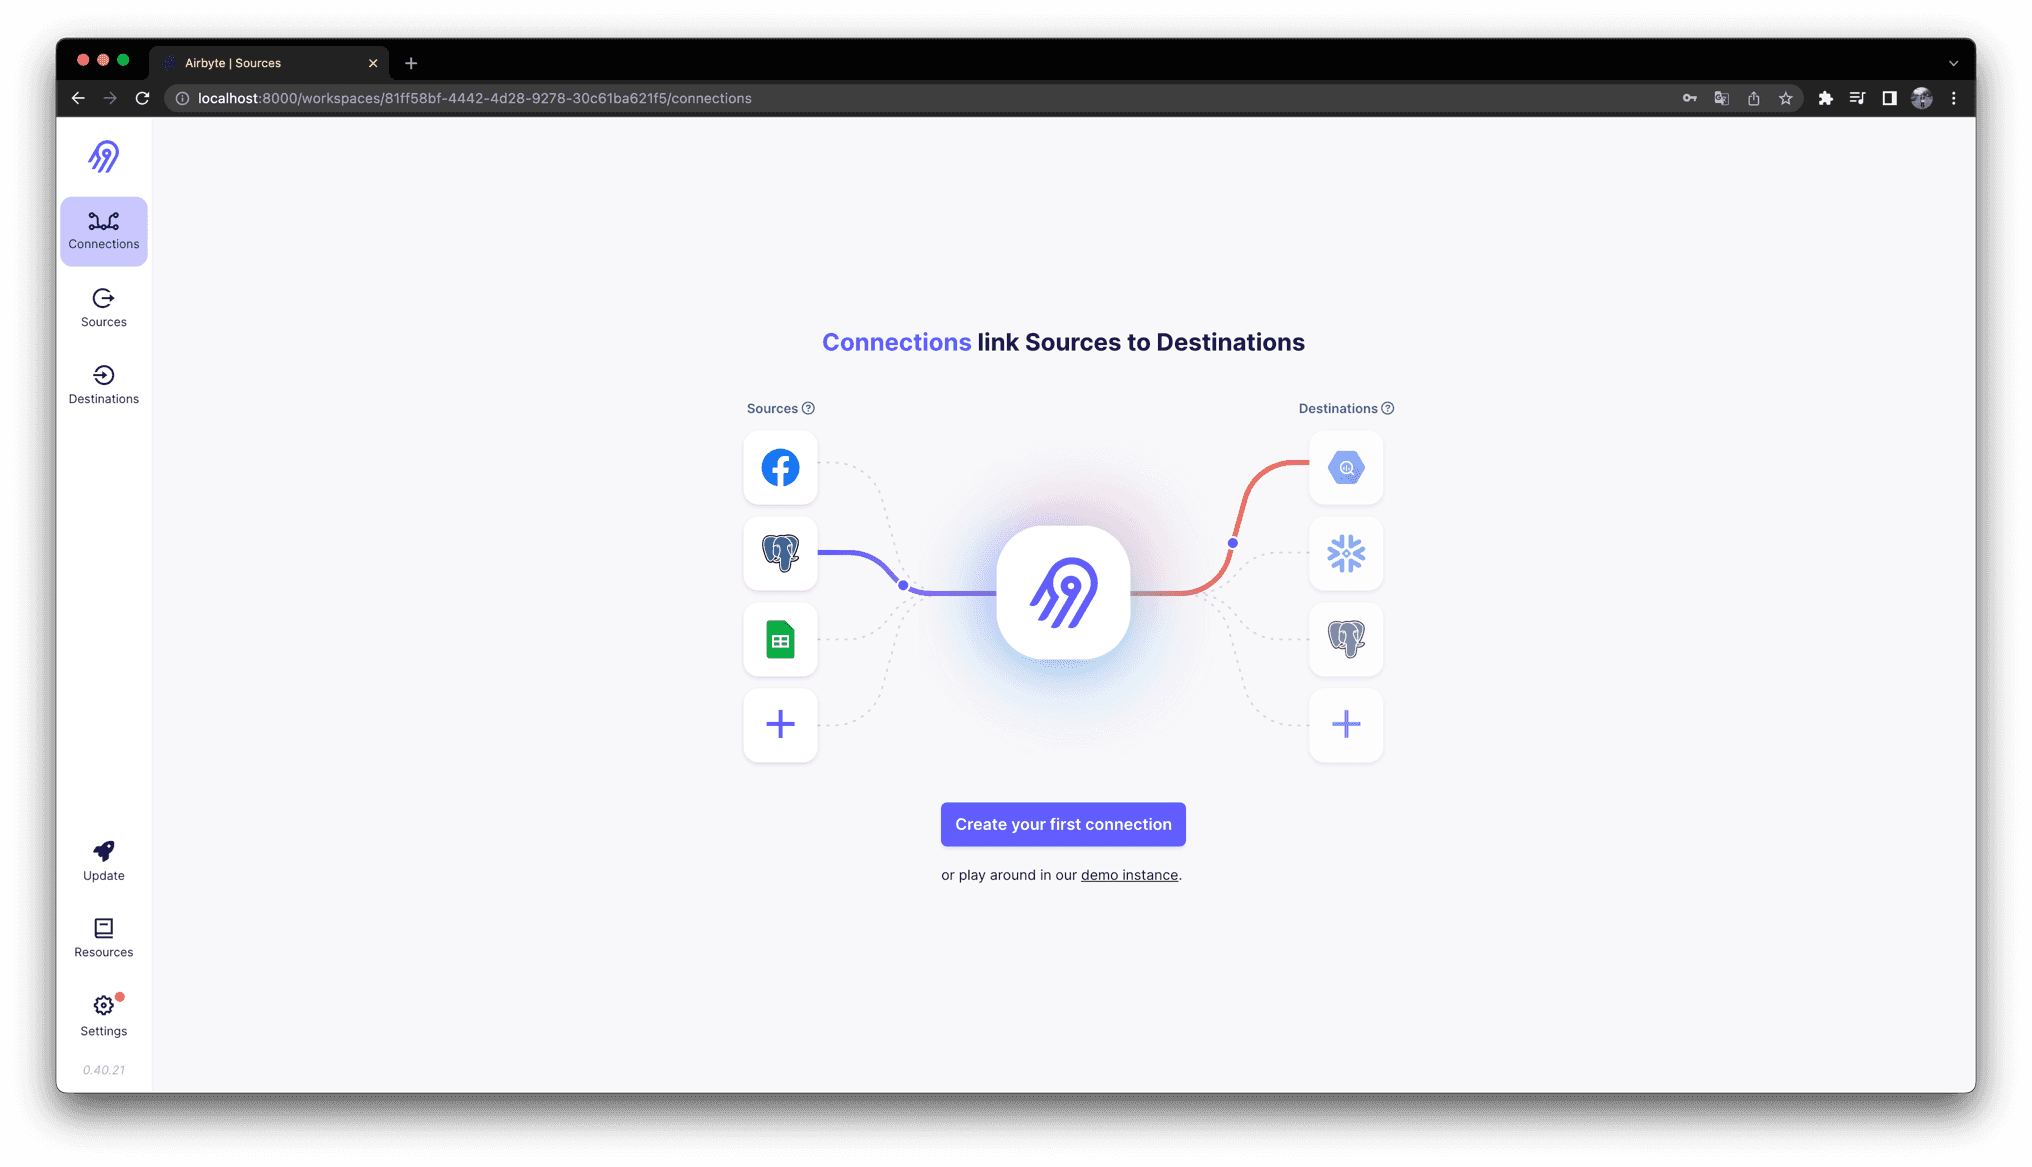 Airbyte | Sources
localhost:8000/workspaces/81ff58bf-4442-4d28-9278-30c61ba621f5/connections
Connections
Sources
Destinations
Connections link Sources to Destinations
Sources
Destinations
Create your first connection
or play around in our demo instance.
Update
Resources
Settings
0.40.21